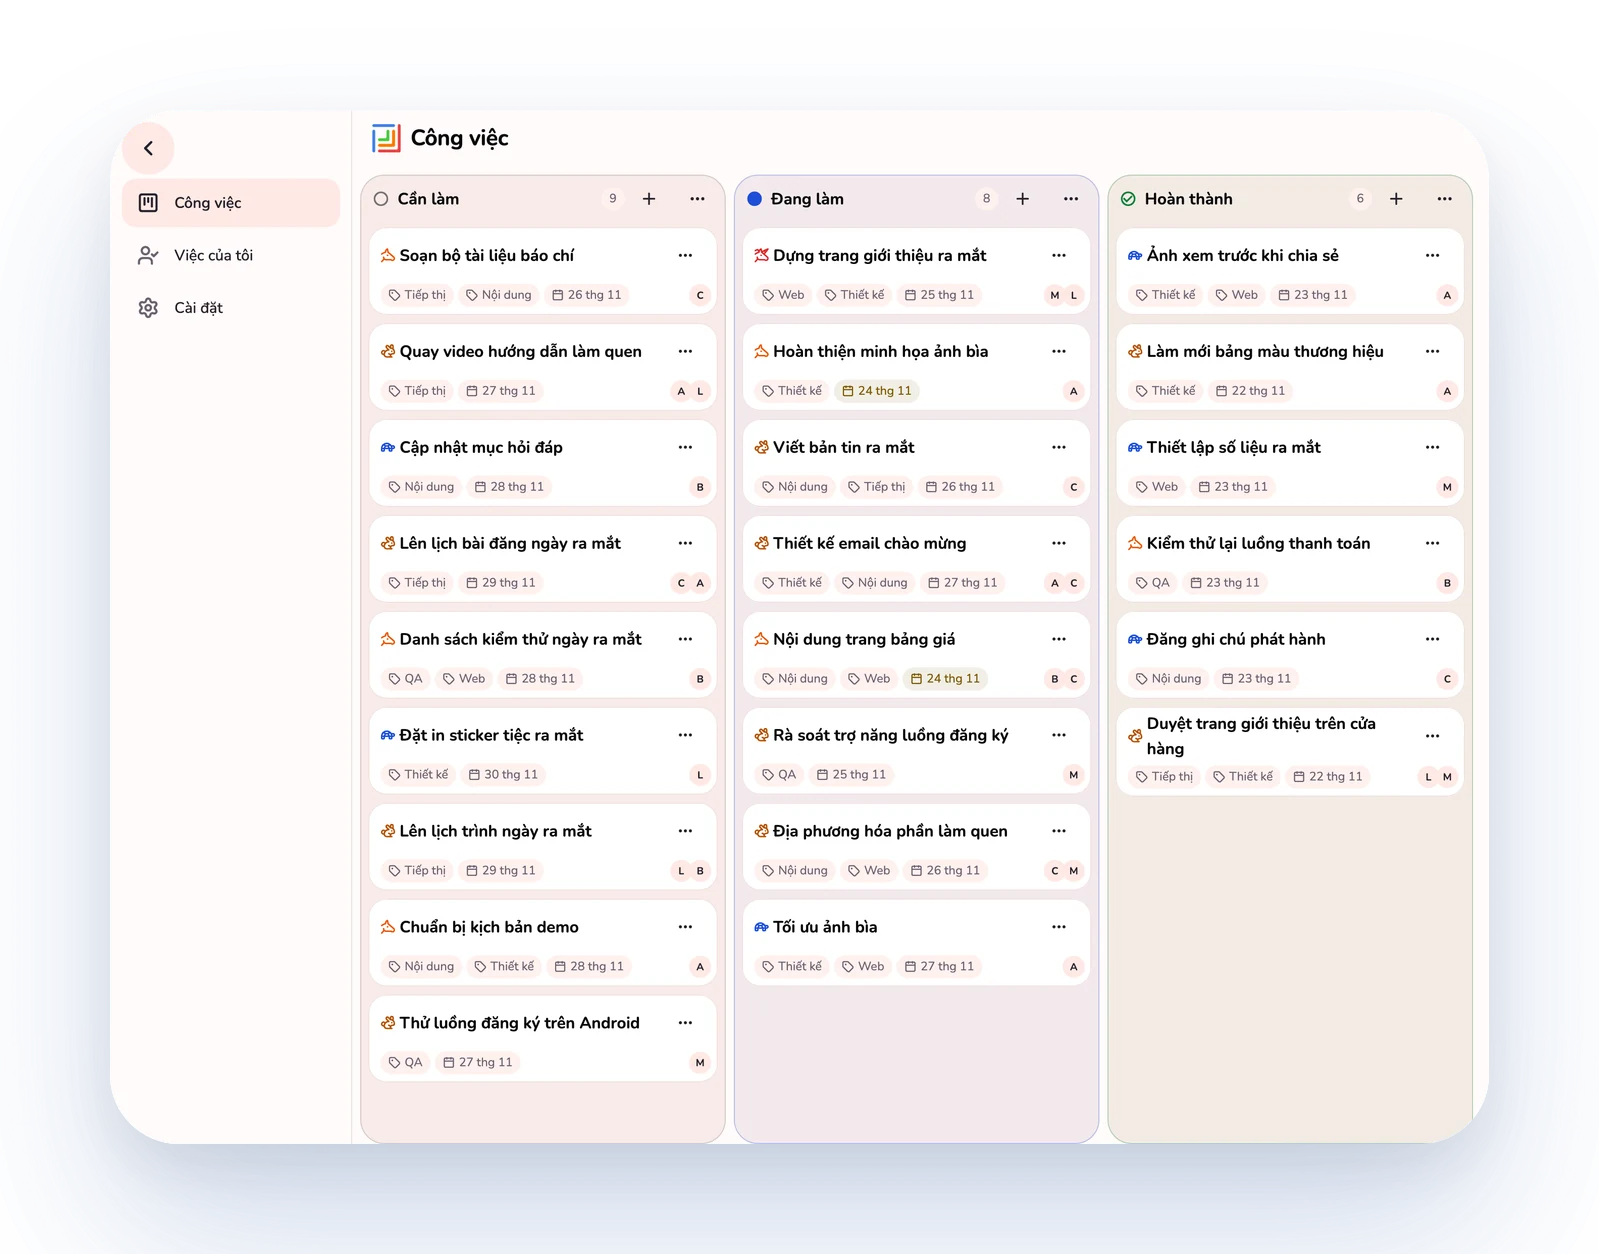 Công việc
Việc của tôi
Cài đặt
Công việc
Cần làm 9
Soạn bộ tài liệu báo chí
Tiếp thị Nội dung 26 thg 11 C
Quay video hướng dẫn làm quen
Tiếp thị 27 thg 11 A L
Cập nhật mục hỏi đáp
Nội dung 28 thg 11 B
Lên lịch bài đăng ngày ra mắt
Tiếp thị 29 thg 11 C A
Danh sách kiểm thử ngày ra mắt
QA Web 28 thg 11 B
Đặt in sticker tiệc ra mắt
Thiết kế 30 thg 11 L
Lên lịch trình ngày ra mắt
Tiếp thị 29 thg 11 L B
Chuẩn bị kịch bản demo
Nội dung Thiết kế 28 thg 11 A
Thử luồng đăng ký trên Android
QA 27 thg 11 M
Đang làm 8
Dựng trang giới thiệu ra mắt
Web Thiết kế 25 thg 11 M L
Hoàn thiện minh họa ảnh bìa
Thiết kế 24 thg 11 A
Viết bản tin ra mắt
Nội dung Tiếp thị 26 thg 11 C
Thiết kế email chào mừng
Thiết kế Nội dung 27 thg 11 A C
Nội dung trang bảng giá
Nội dung Web 24 thg 11 B C
Rà soát trợ năng luồng đăng ký
QA 25 thg 11 M
Địa phương hóa phần làm quen
Nội dung Web 26 thg 11 C M
Tối ưu ảnh bìa
Thiết kế Web 27 thg 11 A
Hoàn thành 6
Ảnh xem trước khi chia sẻ
Thiết kế Web 23 thg 11 A
Làm mới bảng màu thương hiệu
Thiết kế 22 thg 11 A
Thiết lập số liệu ra mắt
Web 23 thg 11 M
Kiểm thử lại luồng thanh toán
QA 23 thg 11 B
Đăng ghi chú phát hành
Nội dung 23 thg 11 C
Duyệt trang giới thiệu trên cửa
hàng
Tiếp thị Thiết kế 22 thg 11 L M